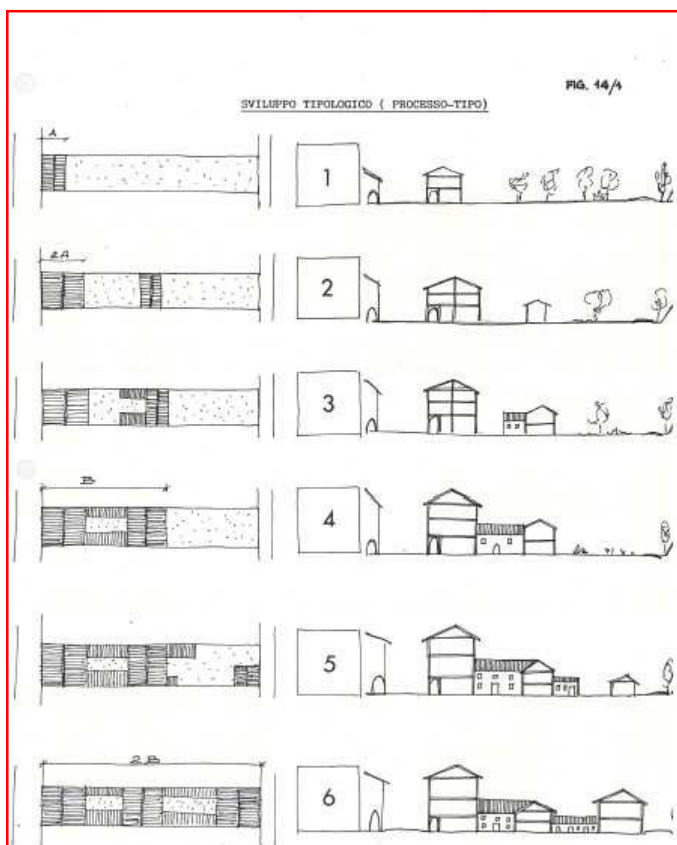 FIG. 14/1
SVILUPPO TIPOLOGICO ( PROCESSO-TIPO)
A
1
2A
2
3
B
4
5
2B
6